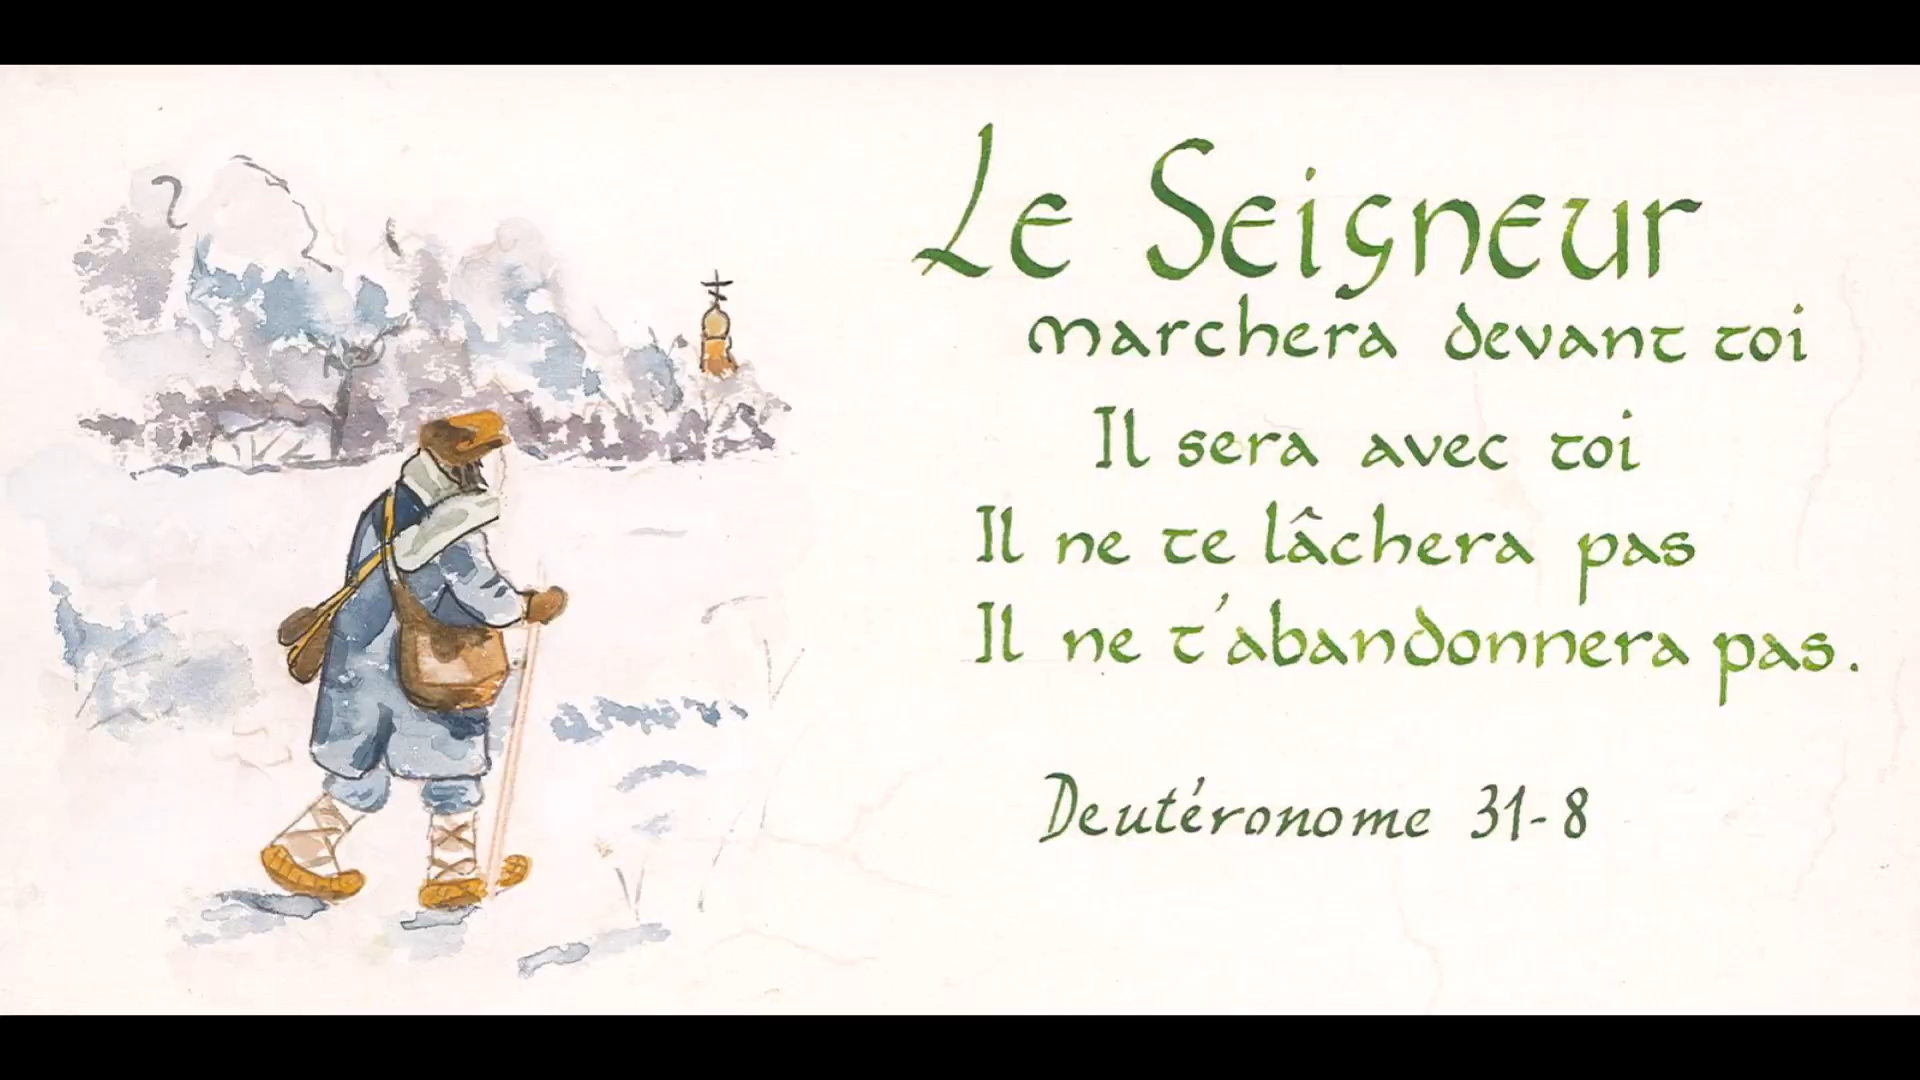 Le Seigneur
marchera devant toi
Il sera avec toi
Il ne te lâchera pas
Il ne t'abandonnera pas.
Deutéronome 31-8